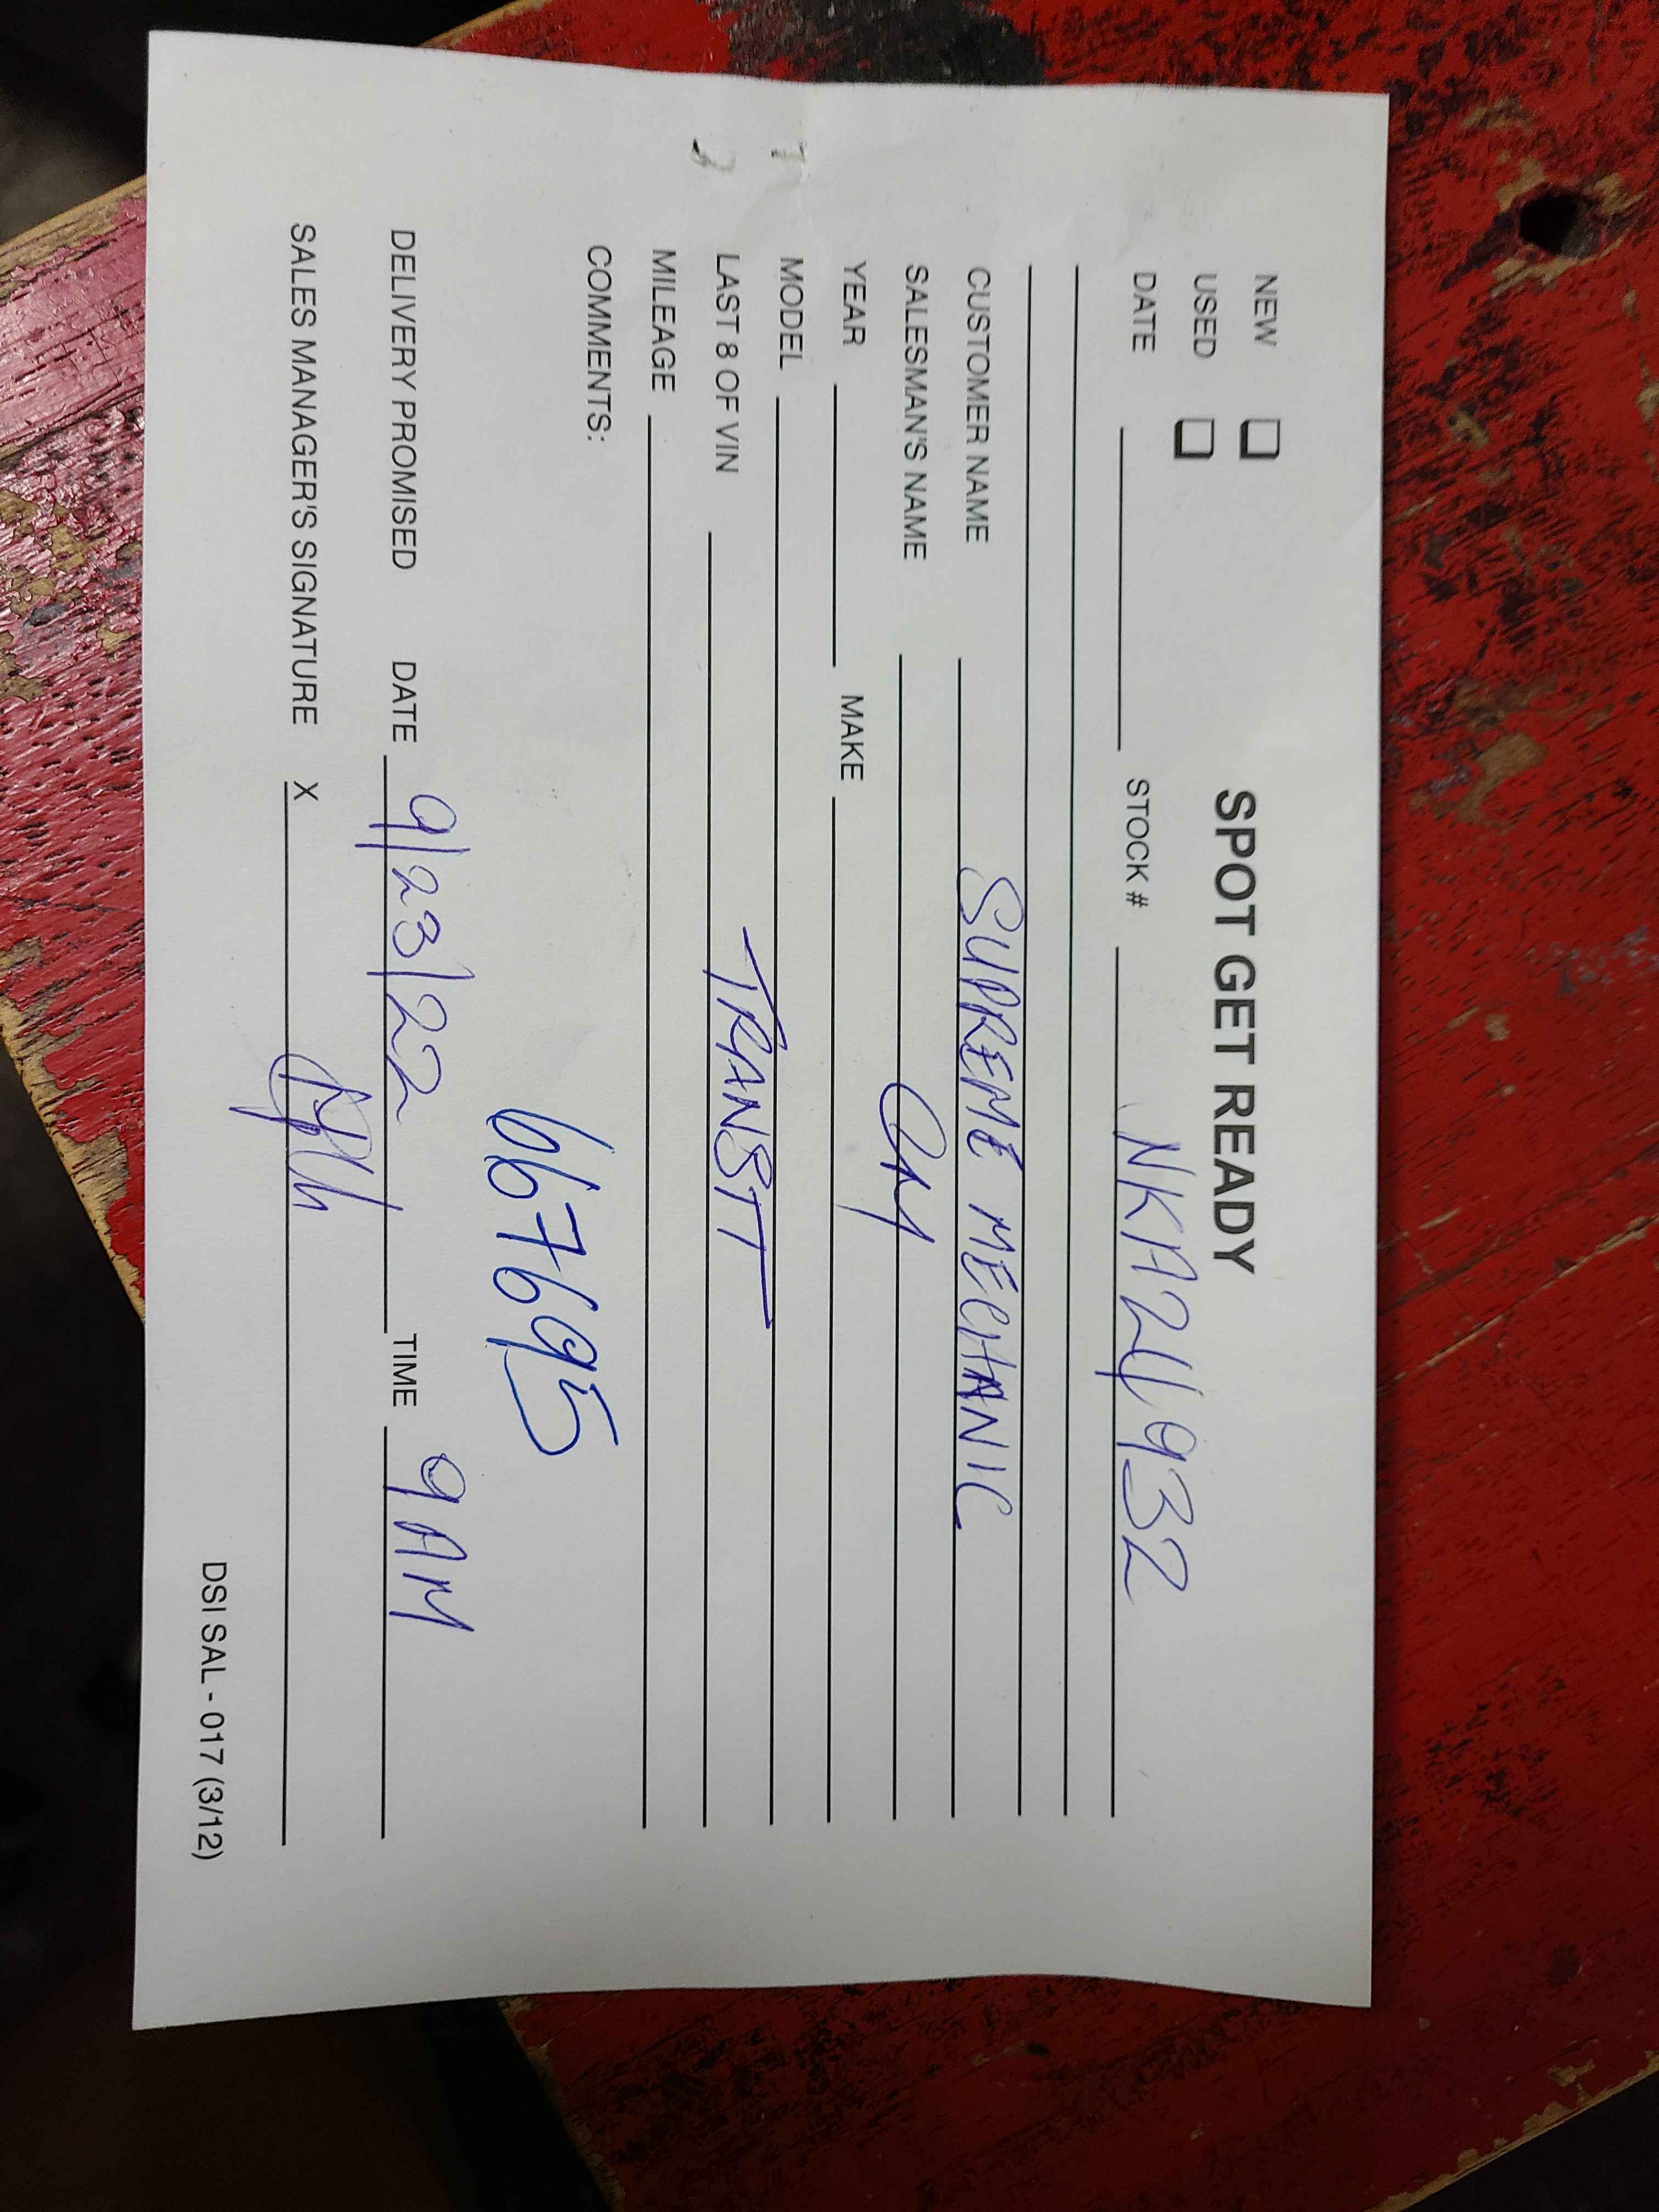 SPOT GET READY
NEW
USED
DATE STOCK # NKA24932
CUSTOMER NAME SUPREME MECHANIC
SALESMAN'S NAME
YEAR MAKE
MODEL
LAST 8 OF VIN TRANSIT
MILEAGE
COMMENTS:
667695
DELIVERY PROMISED DATE 9/23/22 TIME 9AM
SALES MANAGER'S SIGNATURE X
DSI SAL - 017 (3/12)